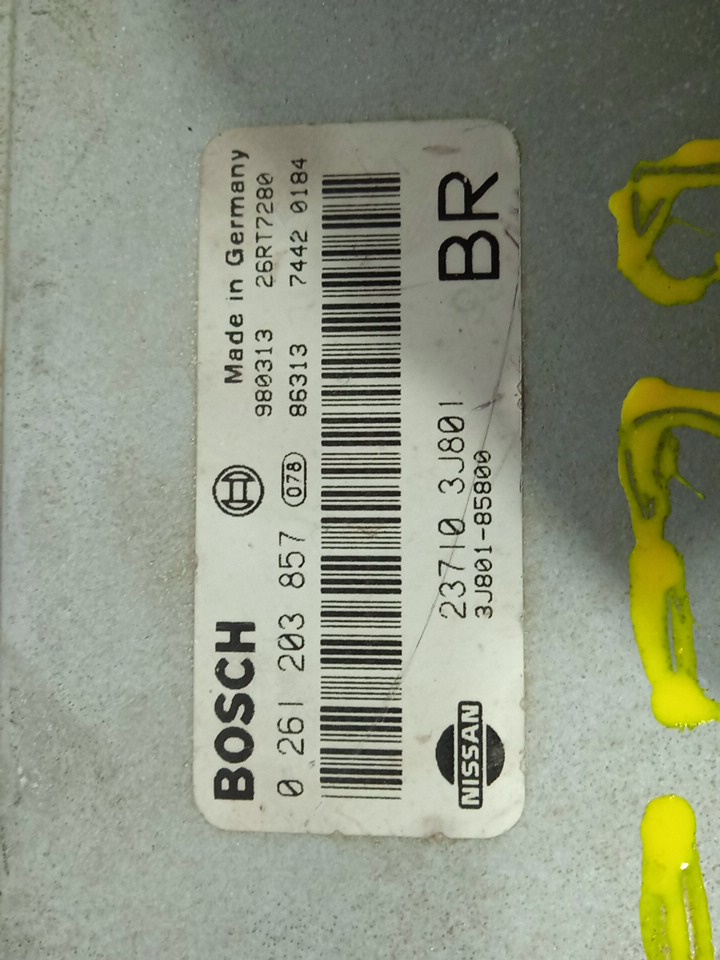 BOSCH
Made in Germany
0 261 203 857
078
980313 26RT7280
86313 7442 0184
NISSAN
23710 3J801
3J801-85800
BR